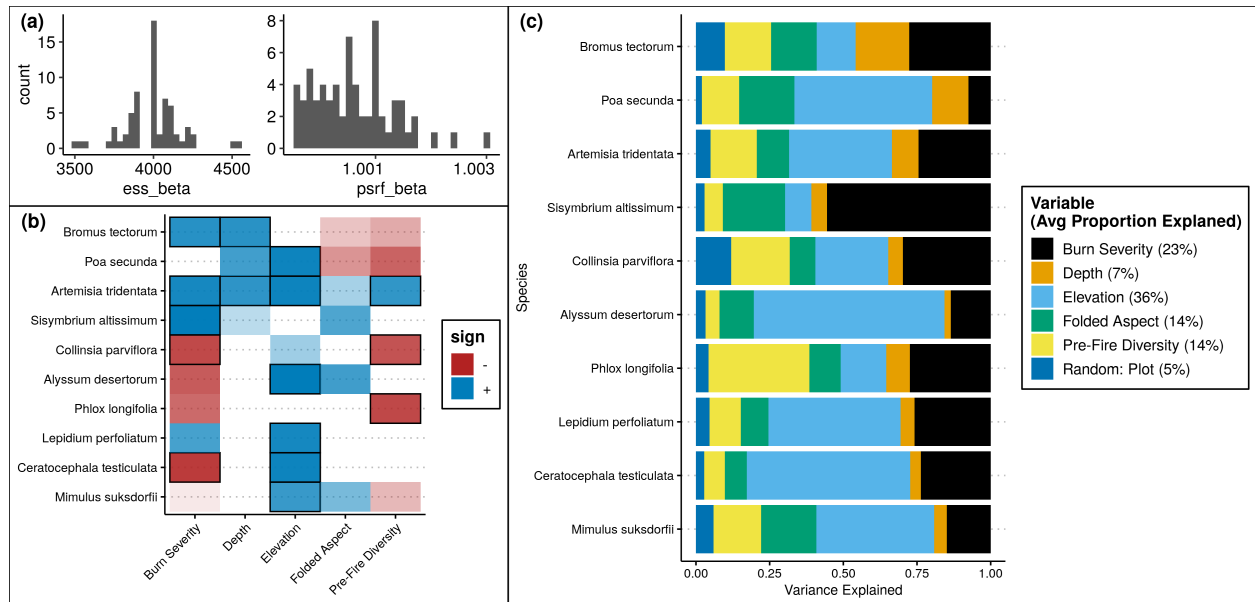 (a)
count
15
10
5
0
3500
4000
4500
ess_beta
8
6
4
2
0
1.001
1.003
psrf_beta
(b)
Bromus tectorum
Poa secunda
Artemisia tridentata
Sisymbrium altissimum
Collinsia parviflora
Alyssum desertorum
Phlox longifolia
Lepidium perfoliatum
Ceratocephala testiculata
Mimulus suksdorfii
Burn Severity
Depth
Elevation
Folded Aspect
Pre-Fire Diversity
sign
-
+
(c)
Species
Bromus tectorum
Poa secunda
Artemisia tridentata
Sisymbrium altissimum
Collinsia parviflora
Alyssum desertorum
Phlox longifolia
Lepidium perfoliatum
Ceratocephala testiculata
Mimulus suksdorfii
0.00
0.25
0.50
0.75
1.00
Variance Explained
Variable
(Avg Proportion Explaned)
Burn Severity (23%)
Depth (7%)
Elevation (36%)
Folded Aspect (14%)
Pre-Fire Diversity (14%)
Random: Plot (5%)